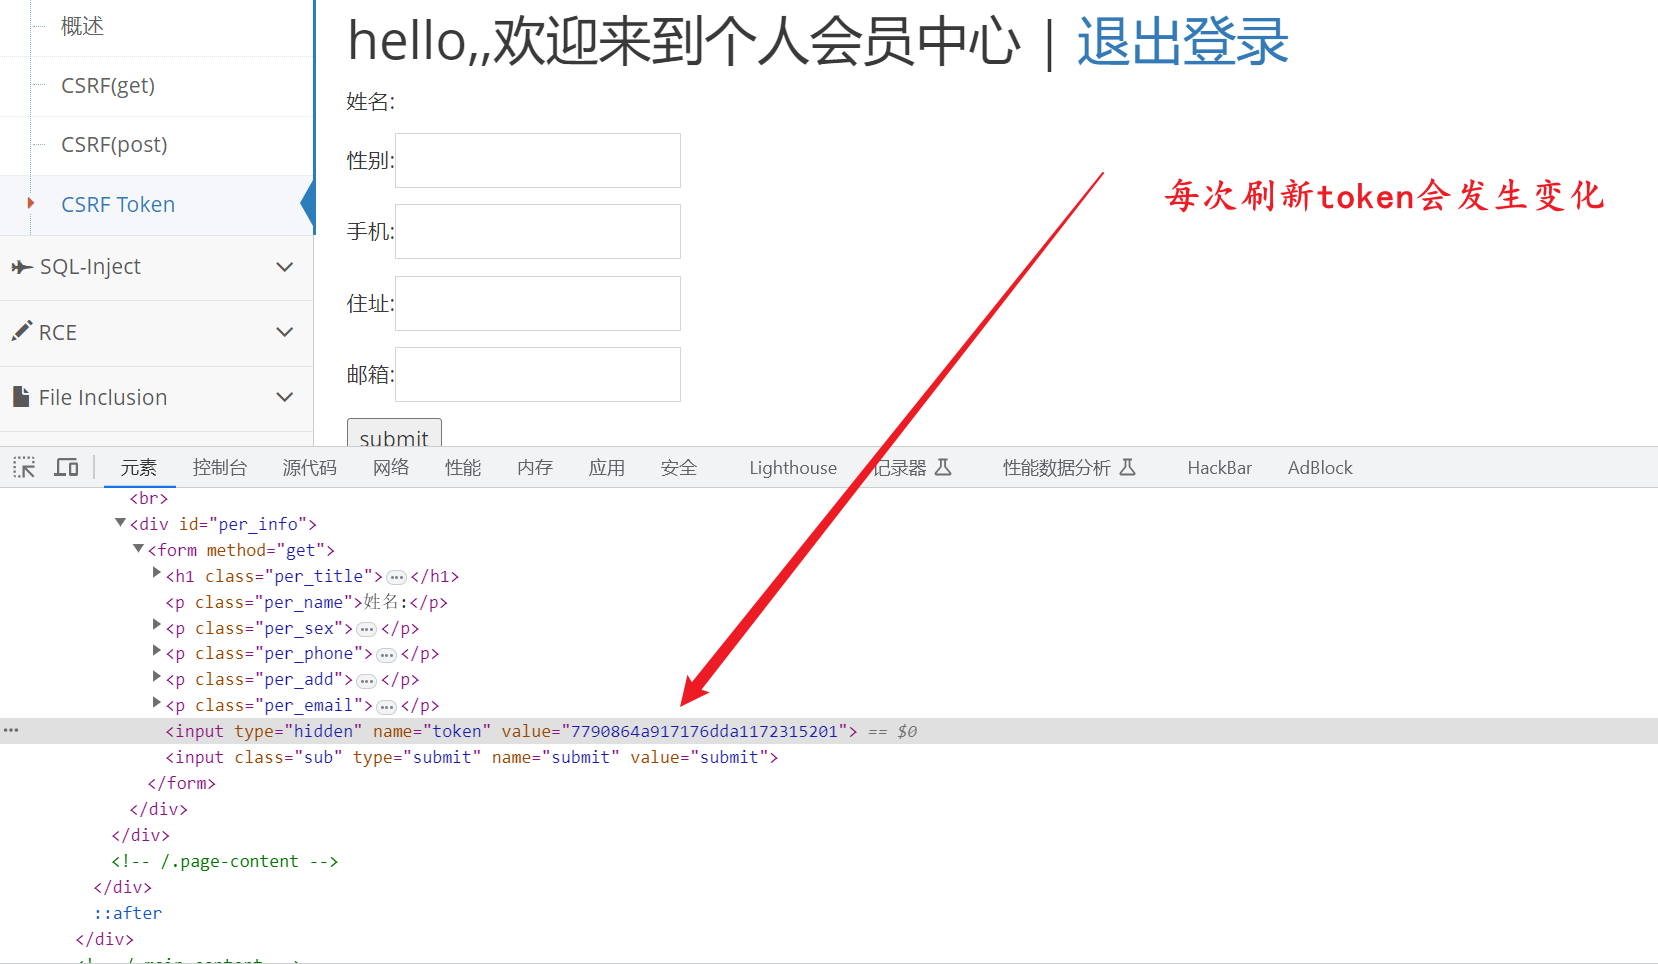 概述
CSRF(get)
CSRF(post)
CSRF Token
SQL-Inject
RCE
File Inclusion
hello,,欢迎来到个人会员中心 | 退出登录
姓名:
性别:
手机:
住址:
邮箱:
submit
每次刷新token会发生变化
元素 控制台 源代码 网络 性能 内存 应用 安全 Lighthouse 记录器 性能数据分析 HackBar AdBlock
<br>
<div id="per_info">
<form method="get">
<h1 class="per_title">…</h1>
<p class="per_name">姓名:</p>
<p class="per_sex">…</p>
<p class="per_phone">…</p>
<p class="per_add">…</p>
<p class="per_email">…</p>
<input type="hidden" name="token" value="7790864a917176dda1172315201"> == $0
<input class="sub" type="submit" name="submit" value="submit">
</form>
</div>
</div>
<!-- /.page-content -->
</div>
::after
</div>